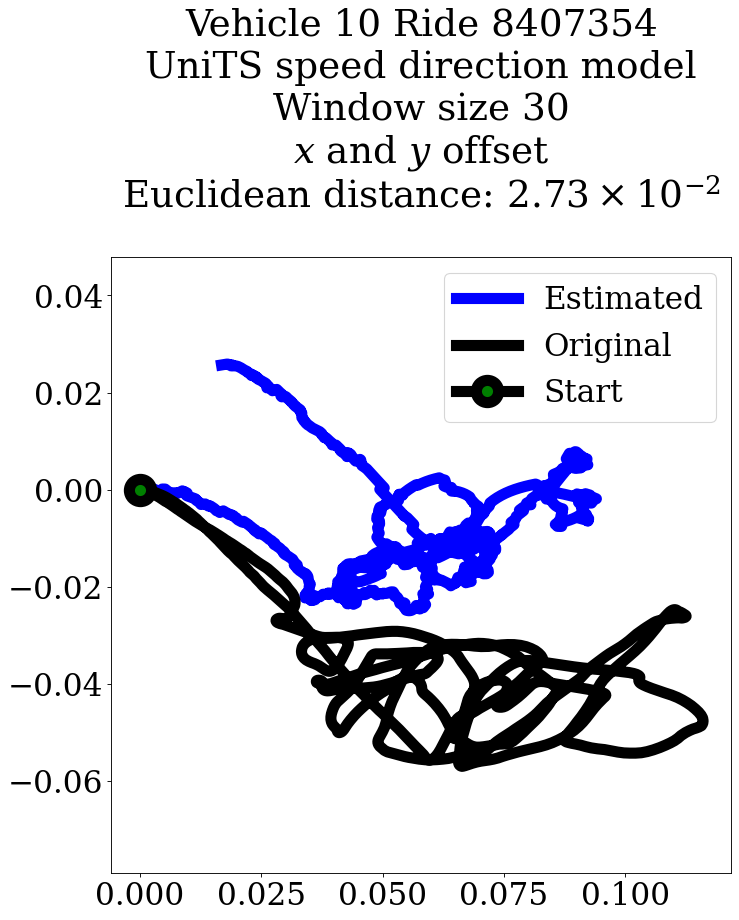 Vehicle 10 Ride 8407354
UniTS speed direction model
Window size 30
x and y offset
Euclidean distance: 2.73 × 10⁻²
Estimated
Original
Start
0.04
0.02
0.00
−0.02
−0.04
−0.06
0.000 0.025 0.050 0.075 0.100